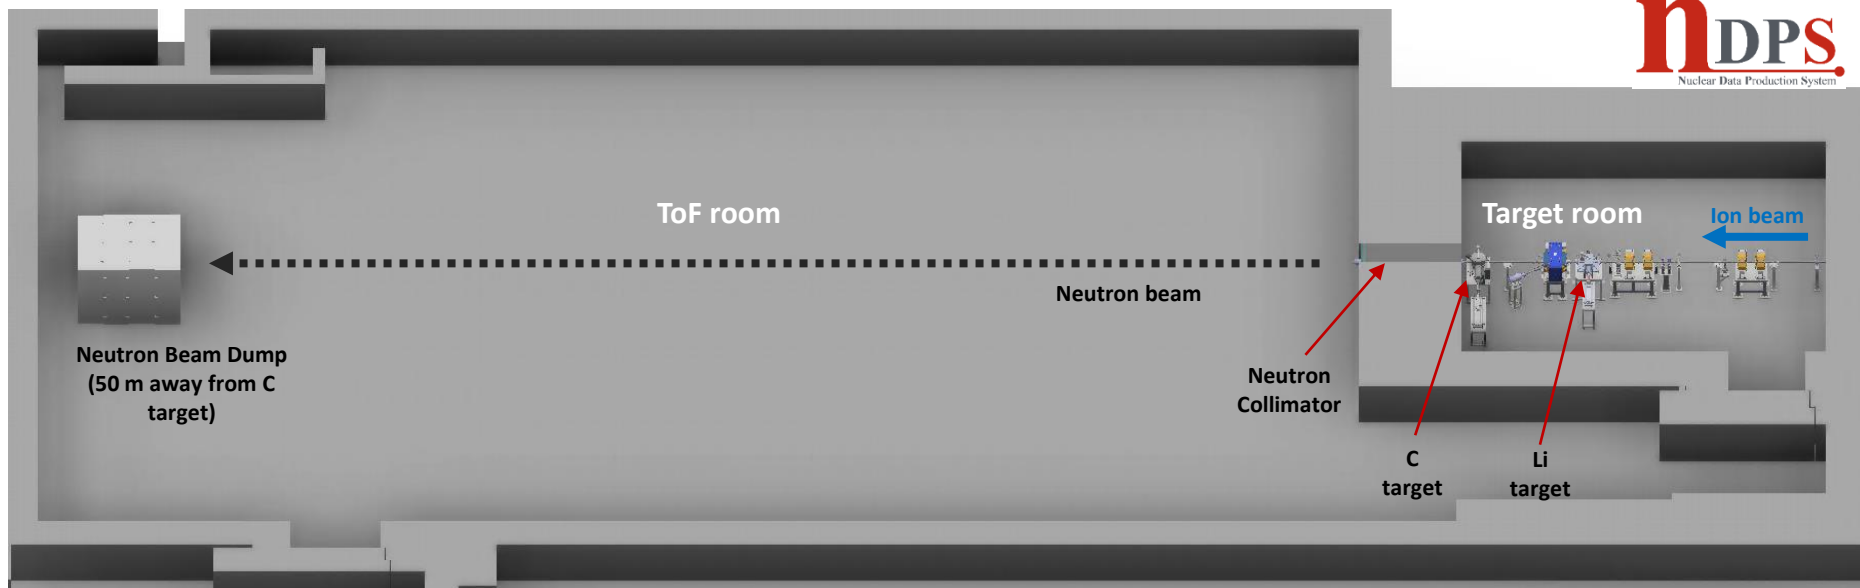 nDPS
Nuclear Data Production System
ToF room
Target room
Ion beam
Neutron beam
Neutron Beam Dump
(50 m away from C
target)
Neutron
Collimator
C
target
Li
target